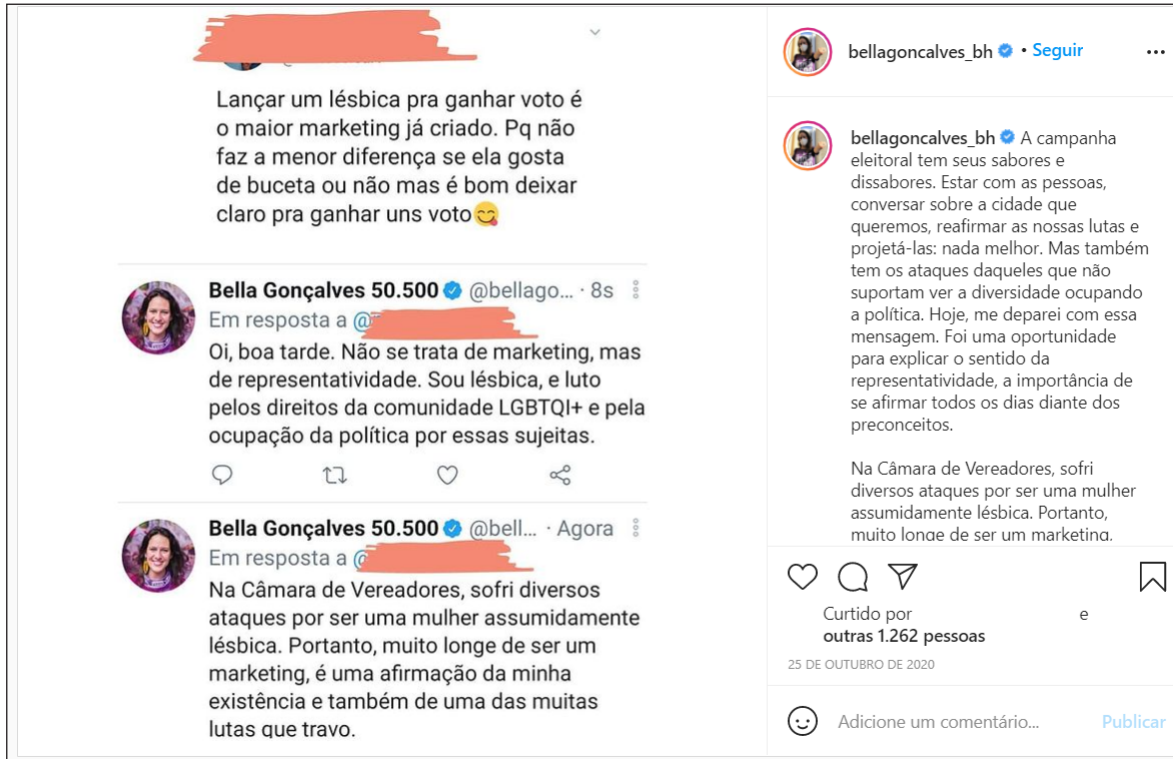 Lançar um lésbica pra ganhar voto é
o maior marketing já criado. Pq não
faz a menor diferença se ela gosta
de buceta ou não mas é bom deixar
claro pra ganhar uns voto😋
Bella Gonçalves 50.500 @bellago... · 8s
Em resposta a @
Oi, boa tarde. Não se trata de marketing, mas
de representatividade. Sou lésbica, e luto
pelos direitos da comunidade LGBTQI+ e pela
ocupação da política por essas sujeitas.
Bella Gonçalves 50.500 @bell... · Agora
Em resposta a @
Na Câmara de Vereadores, sofri diversos
ataques por ser uma mulher assumidamente
lésbica. Portanto, muito longe de ser um
marketing, é uma afirmação da minha
existência e também de uma das muitas
lutas que travo.
bellagoncalves_bh • Seguir
bellagoncalves_bh A campanha
eleitoral tem seus sabores e
dissabores. Estar com as pessoas,
conversar sobre a cidade que
queremos, reafirmar as nossas lutas e
projetá-las: nada melhor. Mas também
tem os ataques daqueles que não
suportam ver a diversidade ocupando
a política. Hoje, me deparei com essa
mensagem. Foi uma oportunidade
para explicar o sentido da
representatividade, a importância de
se afirmar todos os dias diante dos
preconceitos.
Na Câmara de Vereadores, sofri
diversos ataques por ser uma mulher
assumidamente lésbica. Portanto,
muito longe de ser um marketing,
Curtido por e
outras 1.262 pessoas
25 DE OUTUBRO DE 2020
Adicione um comentário... Publicar